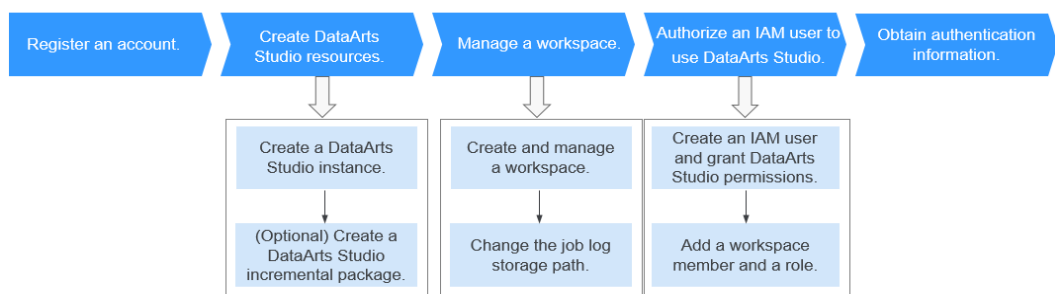 Register an account.
Create DataArts
Studio resources.
Manage a workspace.
Authorize an IAM user to
use DataArts Studio.
Obtain authentication
information.
Create a DataArts
Studio instance.
(Optional) Create a
DataArts Studio
incremental package.
Create and manage
a workspace.
Change the job log
storage path.
Create an IAM user
and grant DataArts
Studio permissions.
Add a workspace
member and a role.